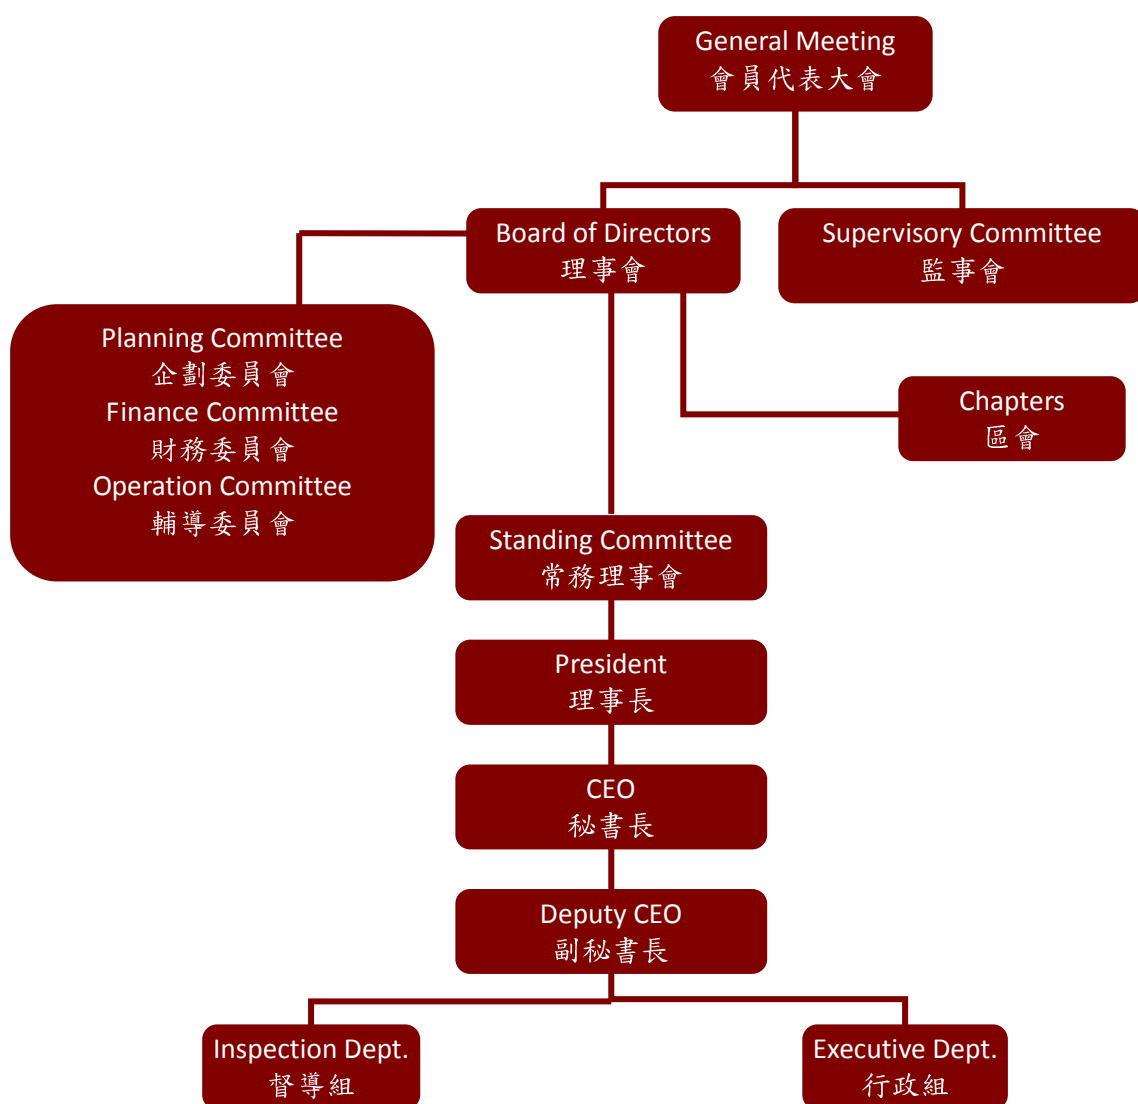 General Meeting
會員代表大會
Board of Directors
理事會
Supervisory Committee
監事會
Planning Committee
企劃委員會
Finance Committee
財務委員會
Operation Committee
輔導委員會
Chapters
區會
Standing Committee
常務理事會
President
理事長
CEO
秘書長
Deputy CEO
副秘書長
Inspection Dept.
督導組
Executive Dept.
行政組